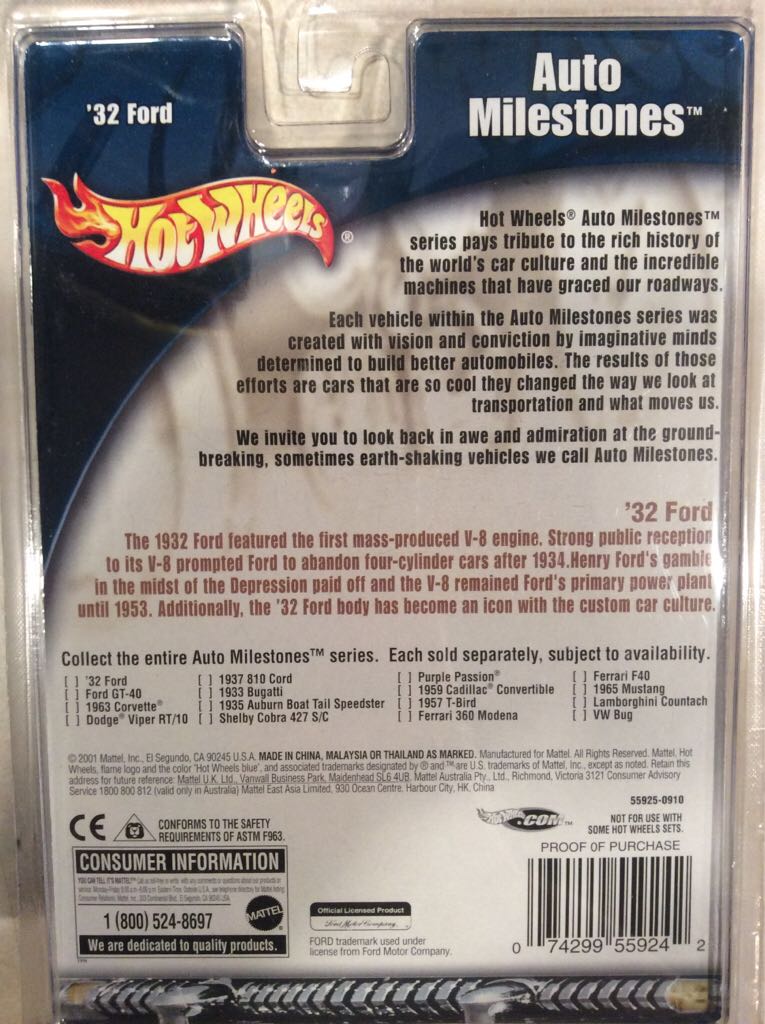 '32 Ford
Auto
Milestones™
HOT WHEELS®
Hot Wheels® Auto Milestones™
series pays tribute to the rich history of
the world's car culture and the incredible
machines that have graced our roadways.
Each vehicle within the Auto Milestones series was
created with vision and conviction by imaginative minds
determined to build better automobiles. The results of those
efforts are cars that are so cool they changed the way we look at
transportation and what moves us.
We invite you to look back in awe and admiration at the ground-
breaking, sometimes earth-shaking vehicles we call Auto Milestones.
'32 Ford
The 1932 Ford featured the first mass-produced V-8 engine. Strong public reception
to its V-8 prompted Ford to abandon four-cylinder cars after 1934.Henry Ford's gamble
in the midst of the Depression paid off and the V-8 remained Ford's primary power plant
until 1953. Additionally, the '32 Ford body has become an icon with the custom car culture.
Collect the entire Auto Milestones™ series. Each sold separately, subject to availability.
[ ] '32 Ford
[ ] Ford GT-40
[ ] 1963 Corvette®
[ ] Dodge® Viper RT/10
[ ] 1937 810 Cord
[ ] 1933 Bugatti
[ ] 1935 Auburn Boat Tail Speedster
[ ] Shelby Cobra 427 S/C
[ ] Purple Passion®
[ ] 1959 Cadillac® Convertible
[ ] 1957 T-Bird
[ ] Ferrari 360 Modena
[ ] Ferrari F40
[ ] 1965 Mustang
[ ] Lamborghini Countach
[ ] VW Bug
© 2001 Mattel, Inc., El Segundo, CA 90245 U.S.A. MADE IN CHINA, MALAYSIA OR THAILAND AS MARKED. Manufactured for Mattel. All Rights Reserved. Mattel, Hot
Wheels, flame logo and the color "Hot Wheels blue", and associated trademarks designated by ® and ™ are U.S. trademarks of Mattel, Inc., except as noted. Retain this
address for future reference: Mattel U.K. Ltd., Vanwall Business Park, Maidenhead SL6 4UB. Mattel Australia Pty., Ltd., Richmond, Victoria 3121 Consumer Advisory
Service 1800 800 812 (valid only in Australia) Mattel East Asia Limited, 930 Ocean Centre, Harbour City, HK, China
55925-0910
CE
CONFORMS TO THE SAFETY
REQUIREMENTS OF ASTM F963.
HOT WHEELS.COM™
NOT FOR USE WITH
SOME HOT WHEELS SETS.
PROOF OF PURCHASE
CONSUMER INFORMATION
YOU CAN TELL IT'S MATTEL!
1 (800) 524-8697
MATTEL
We are dedicated to quality products.
Official Licensed Product
Ford Motor Company
FORD trademark used under
license from Ford Motor Company.
0 74299 55924 2